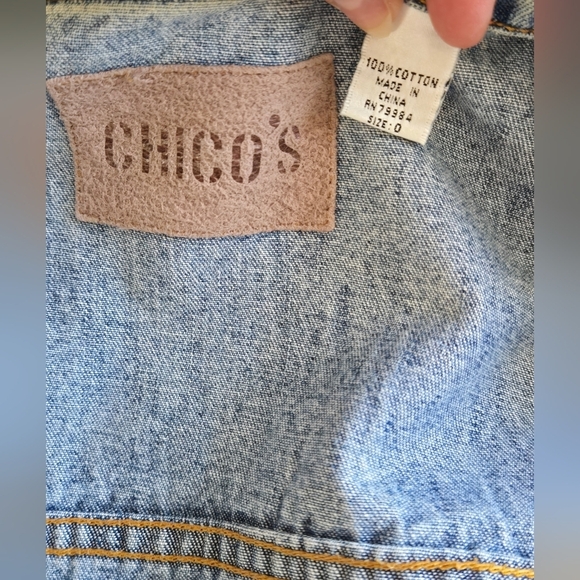 CHICO'S
100% COTTON
MADE IN
CHINA
RN79984
SIZE: 0